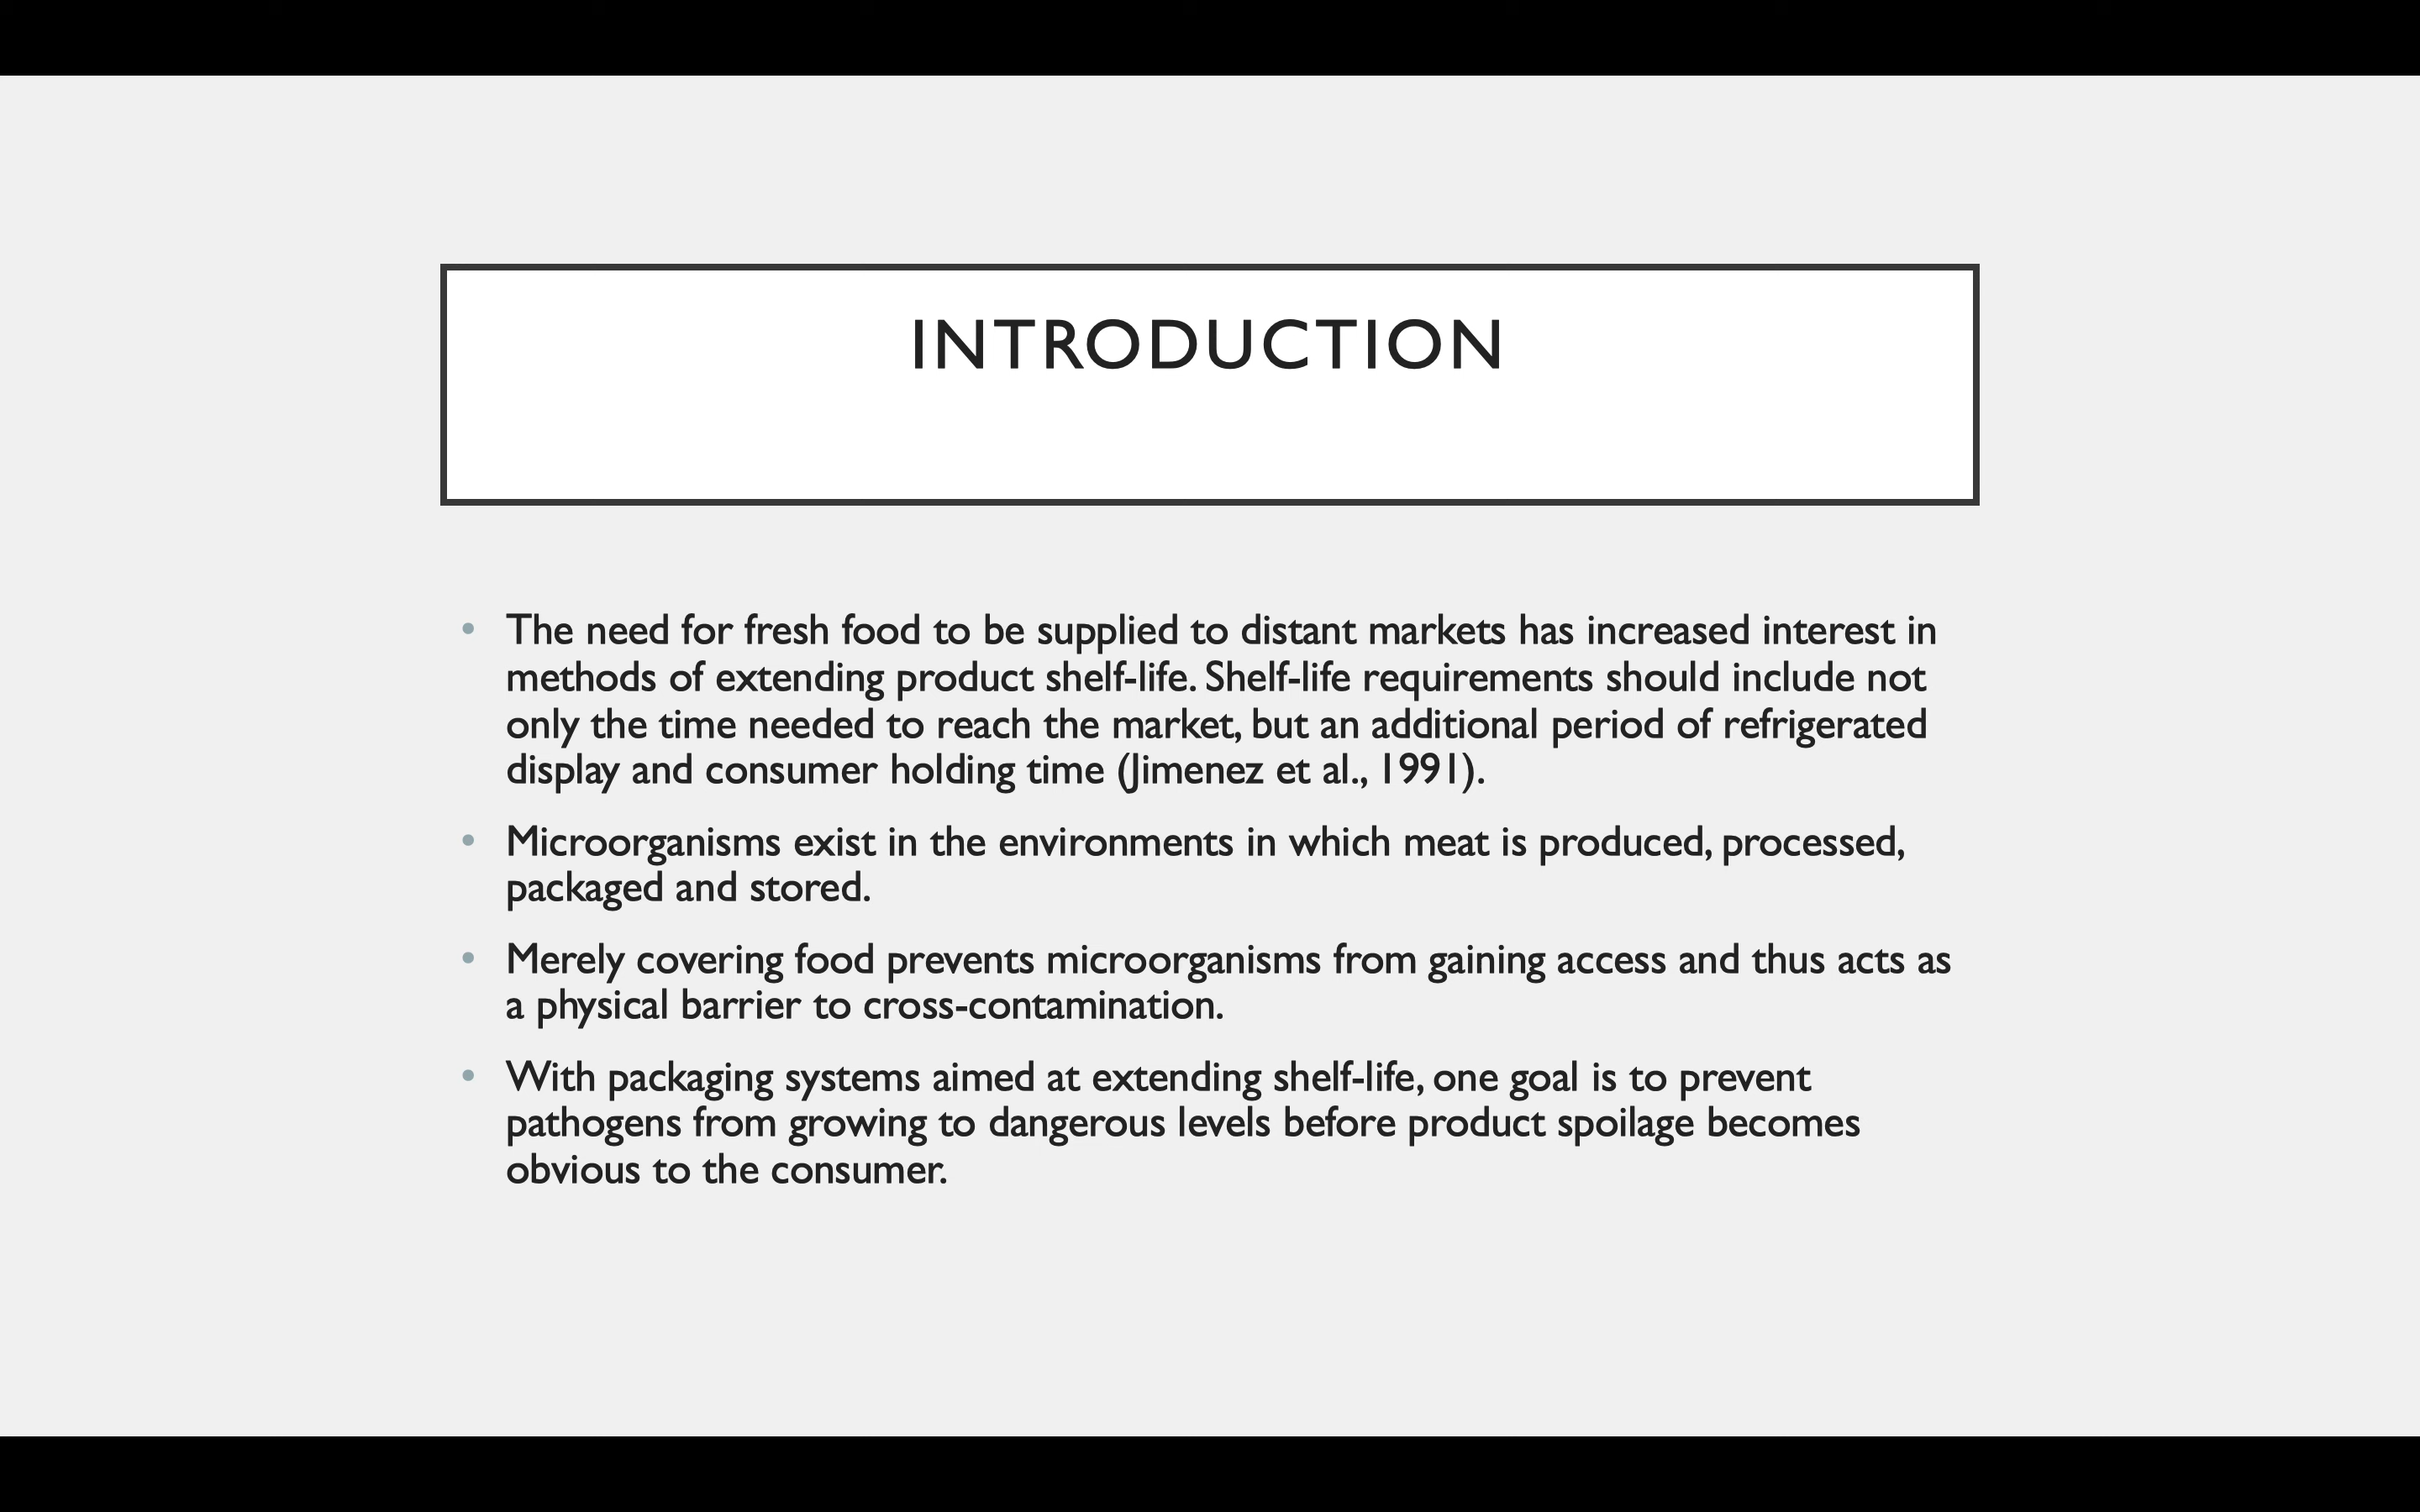 INTRODUCTION
• The need for fresh food to be supplied to distant markets has increased interest in
methods of extending product shelf-life. Shelf-life requirements should include not
only the time needed to reach the market, but an additional period of refrigerated
display and consumer holding time (Jimenez et al., 1991).
• Microorganisms exist in the environments in which meat is produced, processed,
packaged and stored.
• Merely covering food prevents microorganisms from gaining access and thus acts as
a physical barrier to cross-contamination.
• With packaging systems aimed at extending shelf-life, one goal is to prevent
pathogens from growing to dangerous levels before product spoilage becomes
obvious to the consumer.